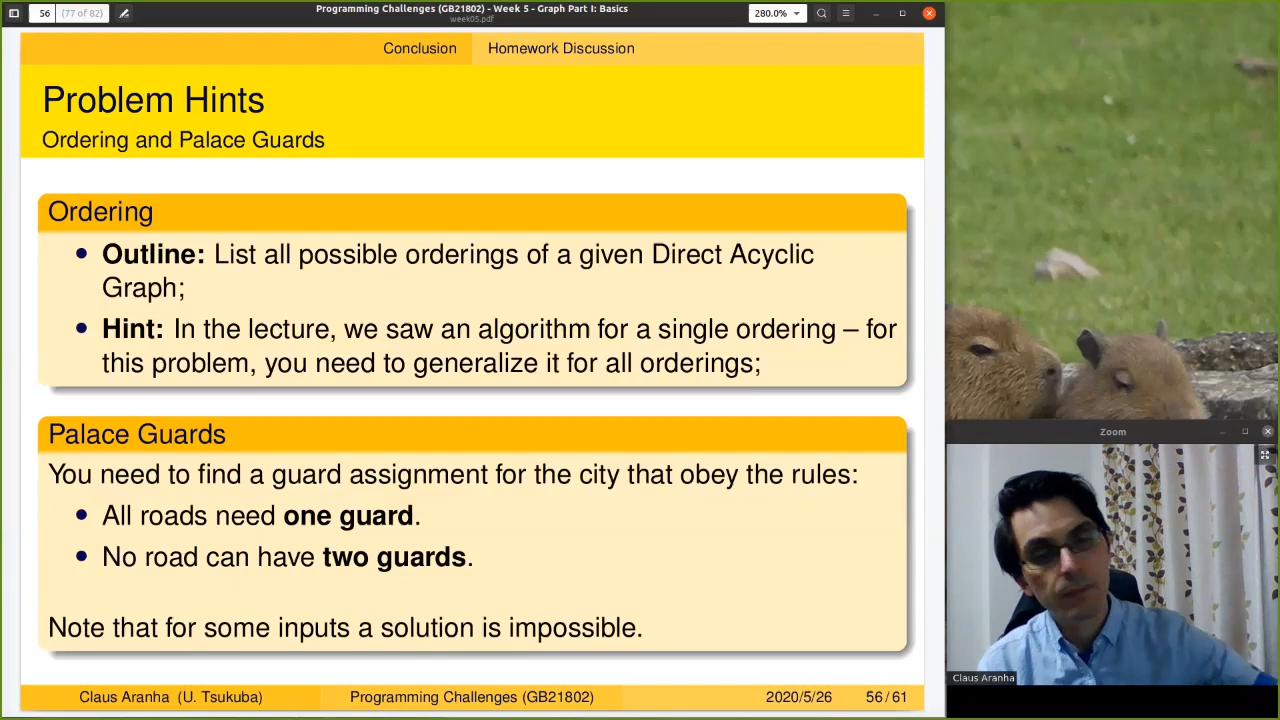 56 (77 of 82)
Programming Challenges (GB21802) - Week 5 - Graph Part I: Basics
week05.pdf
280.0%
Conclusion Homework Discussion
Problem Hints
Ordering and Palace Guards
Ordering
• Outline: List all possible orderings of a given Direct Acyclic
Graph;
• Hint: In the lecture, we saw an algorithm for a single ordering – for
this problem, you need to generalize it for all orderings;
Palace Guards
You need to find a guard assignment for the city that obey the rules:
• All roads need one guard.
• No road can have two guards.
Note that for some inputs a solution is impossible.
Claus Aranha (U. Tsukuba) Programming Challenges (GB21802) 2020/5/26 56 / 61
Zoom
Claus Aranha